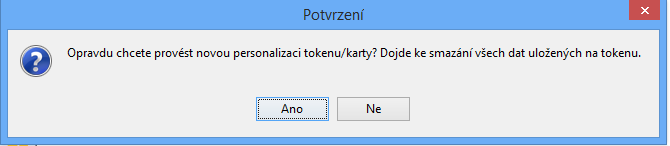 Potvrzení
Opravdu chcete provést novou personalizaci tokenu/karty? Dojde ke smazání všech dat uložených na tokenu.
Ano
Ne